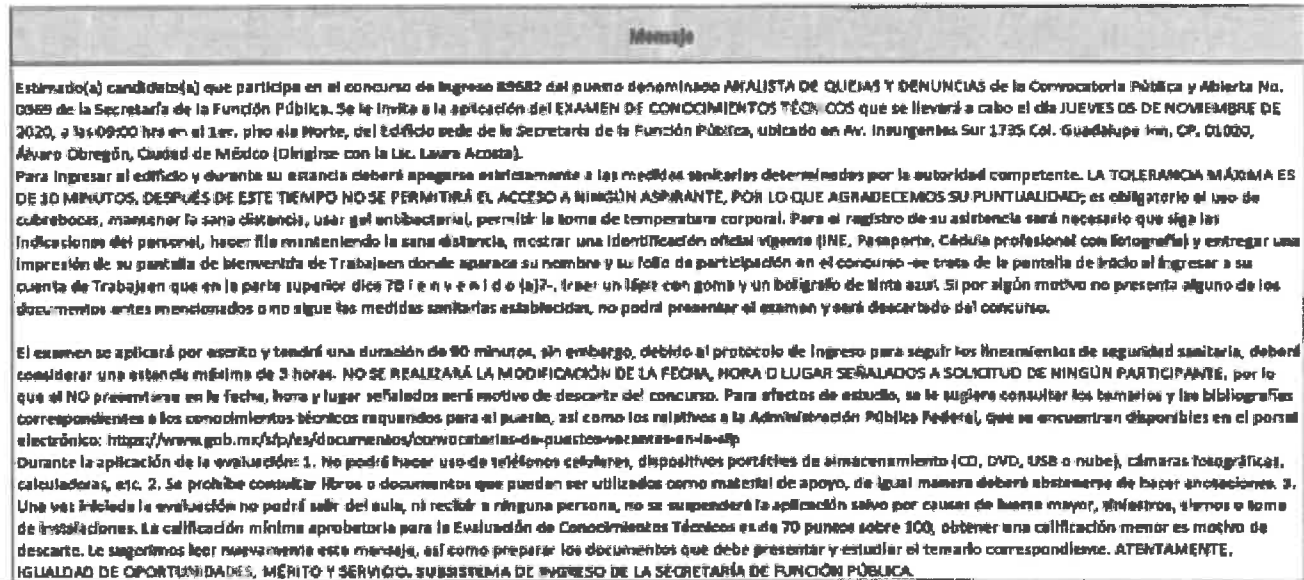 Mensaje
Estimado(a) candidato(a) que participa en el concurso de ingreso 89682 del puesto denominado ANALISTA DE QUEJAS Y DENUNCIAS de la Convocatoria Pública y Abierta No.
0369 de la Secretaría de la Función Pública. Se le invita a la aplicación del EXAMEN DE CONOCIMIENTOS TÉCNICOS que se llevará a cabo el día JUEVES 05 DE NOVIEMBRE DE
2020, a las 09:00 hrs en el 1er. piso ala Norte, del Edificio sede de la Secretaría de la Función Pública, ubicado en Av. Insurgentes Sur 1735 Col. Guadalupe Inn, CP. 01020,
Álvaro Obregón, Ciudad de México (Dirigirse con la Lic. Laura Acosta).
Para ingresar al edificio y durante su estancia deberá apegarse estrictamente a las medidas sanitarias determinadas por la autoridad competente. LA TOLERANCIA MÁXIMA ES
DE 10 MINUTOS, DESPUÉS DE ESTE TIEMPO NO SE PERMITIRÁ EL ACCESO A NINGÚN ASPIRANTE, POR LO QUE AGRADECEMOS SU PUNTUALIDAD; es obligatorio el uso de
cubrebocas, mantener la sana distancia, usar gel antibacterial, permitir la toma de temperatura corporal. Para el registro de su asistencia será necesario que siga las
indicaciones del personal, hacer fila manteniendo la sana distancia, mostrar una identificación oficial vigente (INE, Pasaporte, Cédula profesional con fotografía) y entregar una
impresión de su pantalla de bienvenida de Trabajaen donde aparace su nombre y su folio de participación en el concurso -se trata de la pantalla de inicio al ingresar a su
cuenta de Trabajaen que en la parte superior dice ?B i e n v e n i d o (a)?-, traer un lápiz con goma y un bolígrafo de tinta azul. Si por algún motivo no presenta alguno de los
documentos antes mencionados o no sigue las medidas sanitarias establecidas, no podrá presentar el examen y será descartado del concurso.
El examen se aplicará por escrito y tendrá una duración de 90 minutos, sin embargo, debido al protocolo de ingreso para seguir los lineamientos de seguridad sanitaria, deberá
considerar una estancia máxima de 3 horas. NO SE REALIZARÁ LA MODIFICACIÓN DE LA FECHA, HORA O LUGAR SEÑALADOS A SOLICITUD DE NINGÚN PARTICIPANTE, por lo
que el NO presentarse en la fecha, hora y lugar señalados será motivo de descarte del concurso. Para efectos de estudio, se le sugiere consultar los temarios y las bibliografías
correspondientes a los conocimientos técnicos requeridos para el puesto, así como los relativos a la Administración Pública Federal, que se encuentran disponibles en el portal
electrónico: https://www.gob.mx/sfp/es/documentos/convocatorias-de-puestos-vacantes-en-la-sfp
Durante la aplicación de la evaluación: 1. No podrá hacer uso de teléfonos celulares, dispositivos portátiles de almacenamiento (CD, DVD, USB o nube), cámaras fotográficas,
calculadoras, etc. 2. Se prohíbe consultar libros o documentos que puedan ser utilizados como material de apoyo, de igual manera deberá abstenerse de hacer anotaciones. 3.
Una vez iniciada la evaluación no podrá salir del aula, ni recibir a ninguna persona, no se suspenderá la aplicación salvo por causas de fuerza mayor, siniestros, sismos o toma
de instalaciones. La calificación mínima aprobatoria para la Evaluación de Conocimientos Técnicos es de 70 puntos sobre 100, obtener una calificación menor es motivo de
descarte. Le sugerimos leer nuevamente este mensaje, así como preparar los documentos que debe presentar y estudiar el temario correspondiente. ATENTAMENTE,
IGUALDAD DE OPORTUNIDADES, MÉRITO Y SERVICIO. SUBSISTEMA DE INGRESO DE LA SECRETARÍA DE FUNCIÓN PÚBLICA